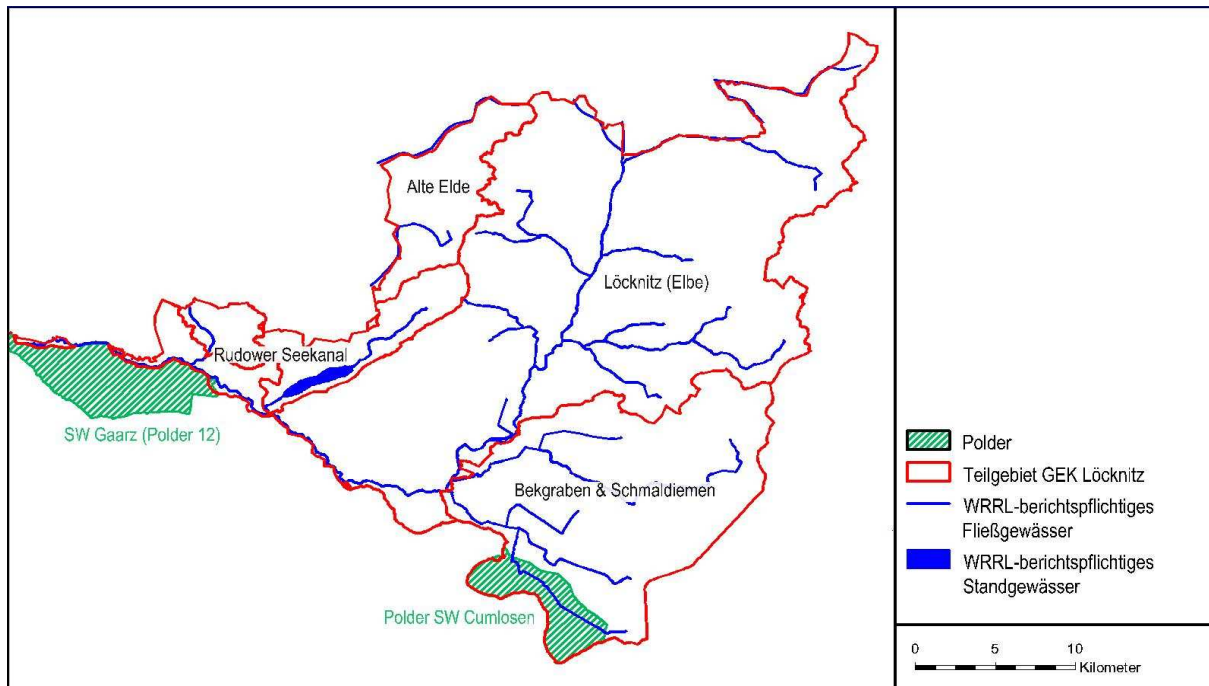 Alte Elde
Löcknitz (Elbe)
Rudower Seekanal
SW Gaarz (Polder 12)
Bekgraben & Schmaldiemen
Polder SW Cumlosen
Polder
Teilgebiet GEK Löcknitz
WRRL-berichtspflichtiges
Fließgewässer
WRRL-berichtspflichtiges
Standgewässer
0 5 10
Kilometer